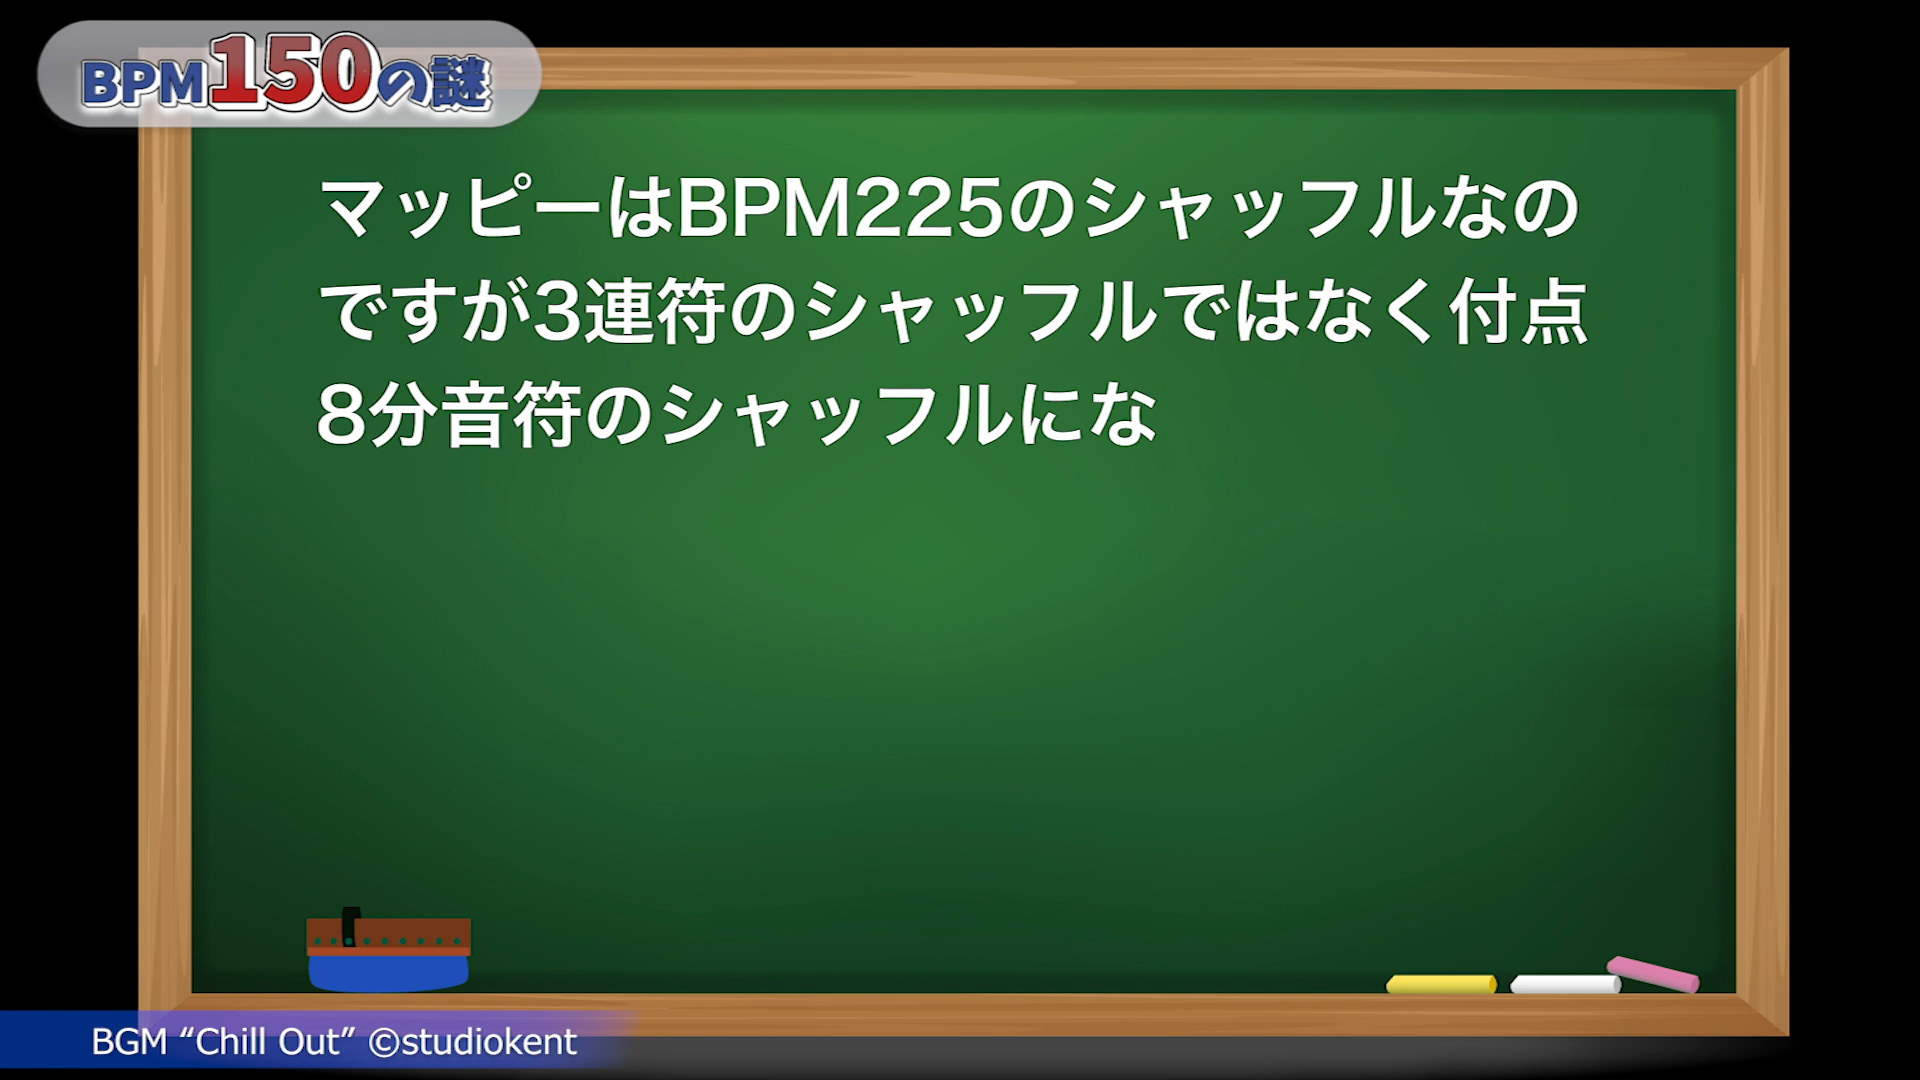 BPM150の謎
マッピーはBPM225のシャッフルなの
ですが3連符のシャッフルではなく付点
8分音符のシャッフルにな
BGM “Chill Out” ©studiokent